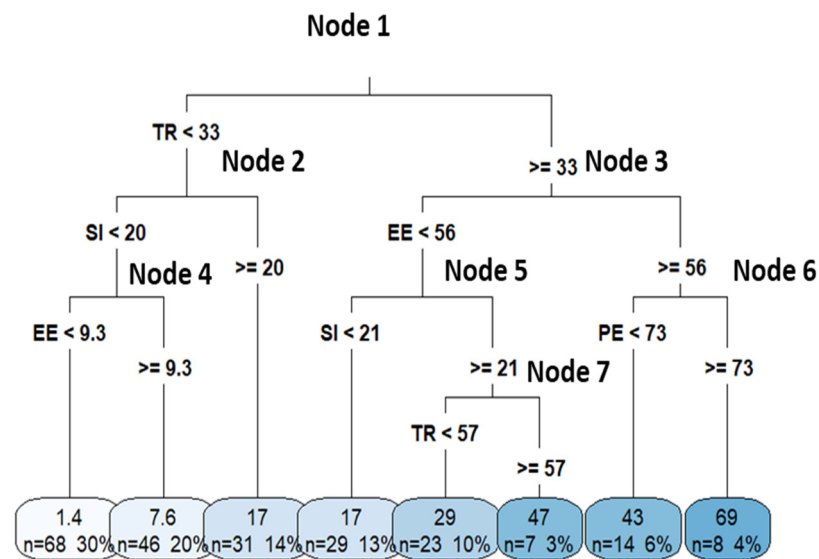 Node 1
TR < 33
Node 2
>= 33
Node 3
SI < 20
>= 20
EE < 56
>= 56
Node 4
Node 5
Node 6
EE < 9.3
>= 9.3
SI < 21
>= 21
Node 7
PE < 73
>= 73
TR < 57
>= 57
1.4
n=68 30%
7.6
n=46 20%
17
n=31 14%
17
n=29 13%
29
n=23 10%
47
n=7 3%
43
n=14 6%
69
n=8 4%